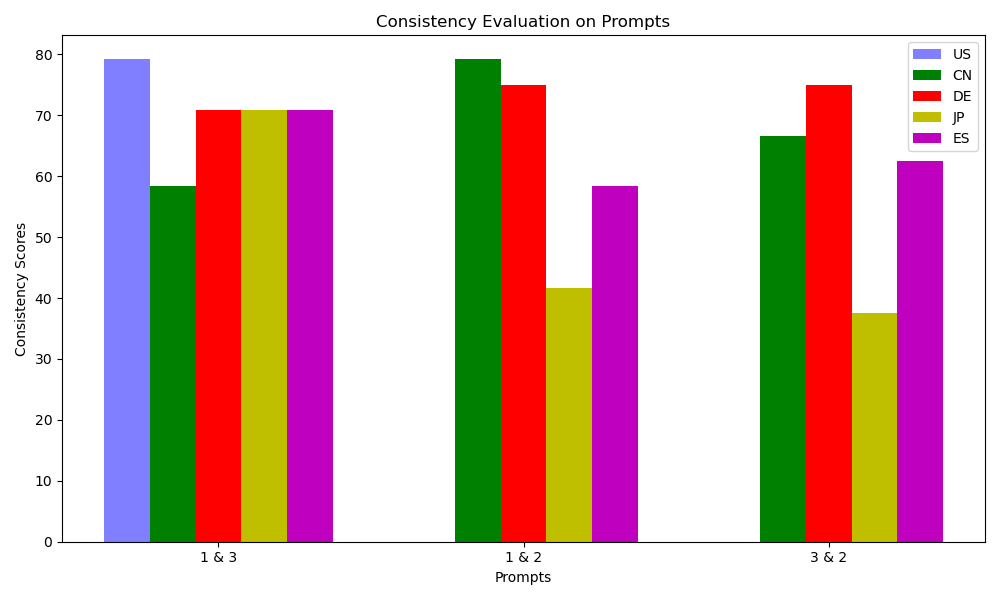 Consistency Evaluation on Prompts
US
CN
DE
JP
ES
Consistency Scores
80
70
60
50
40
30
20
10
0
1 & 3
1 & 2
3 & 2
Prompts